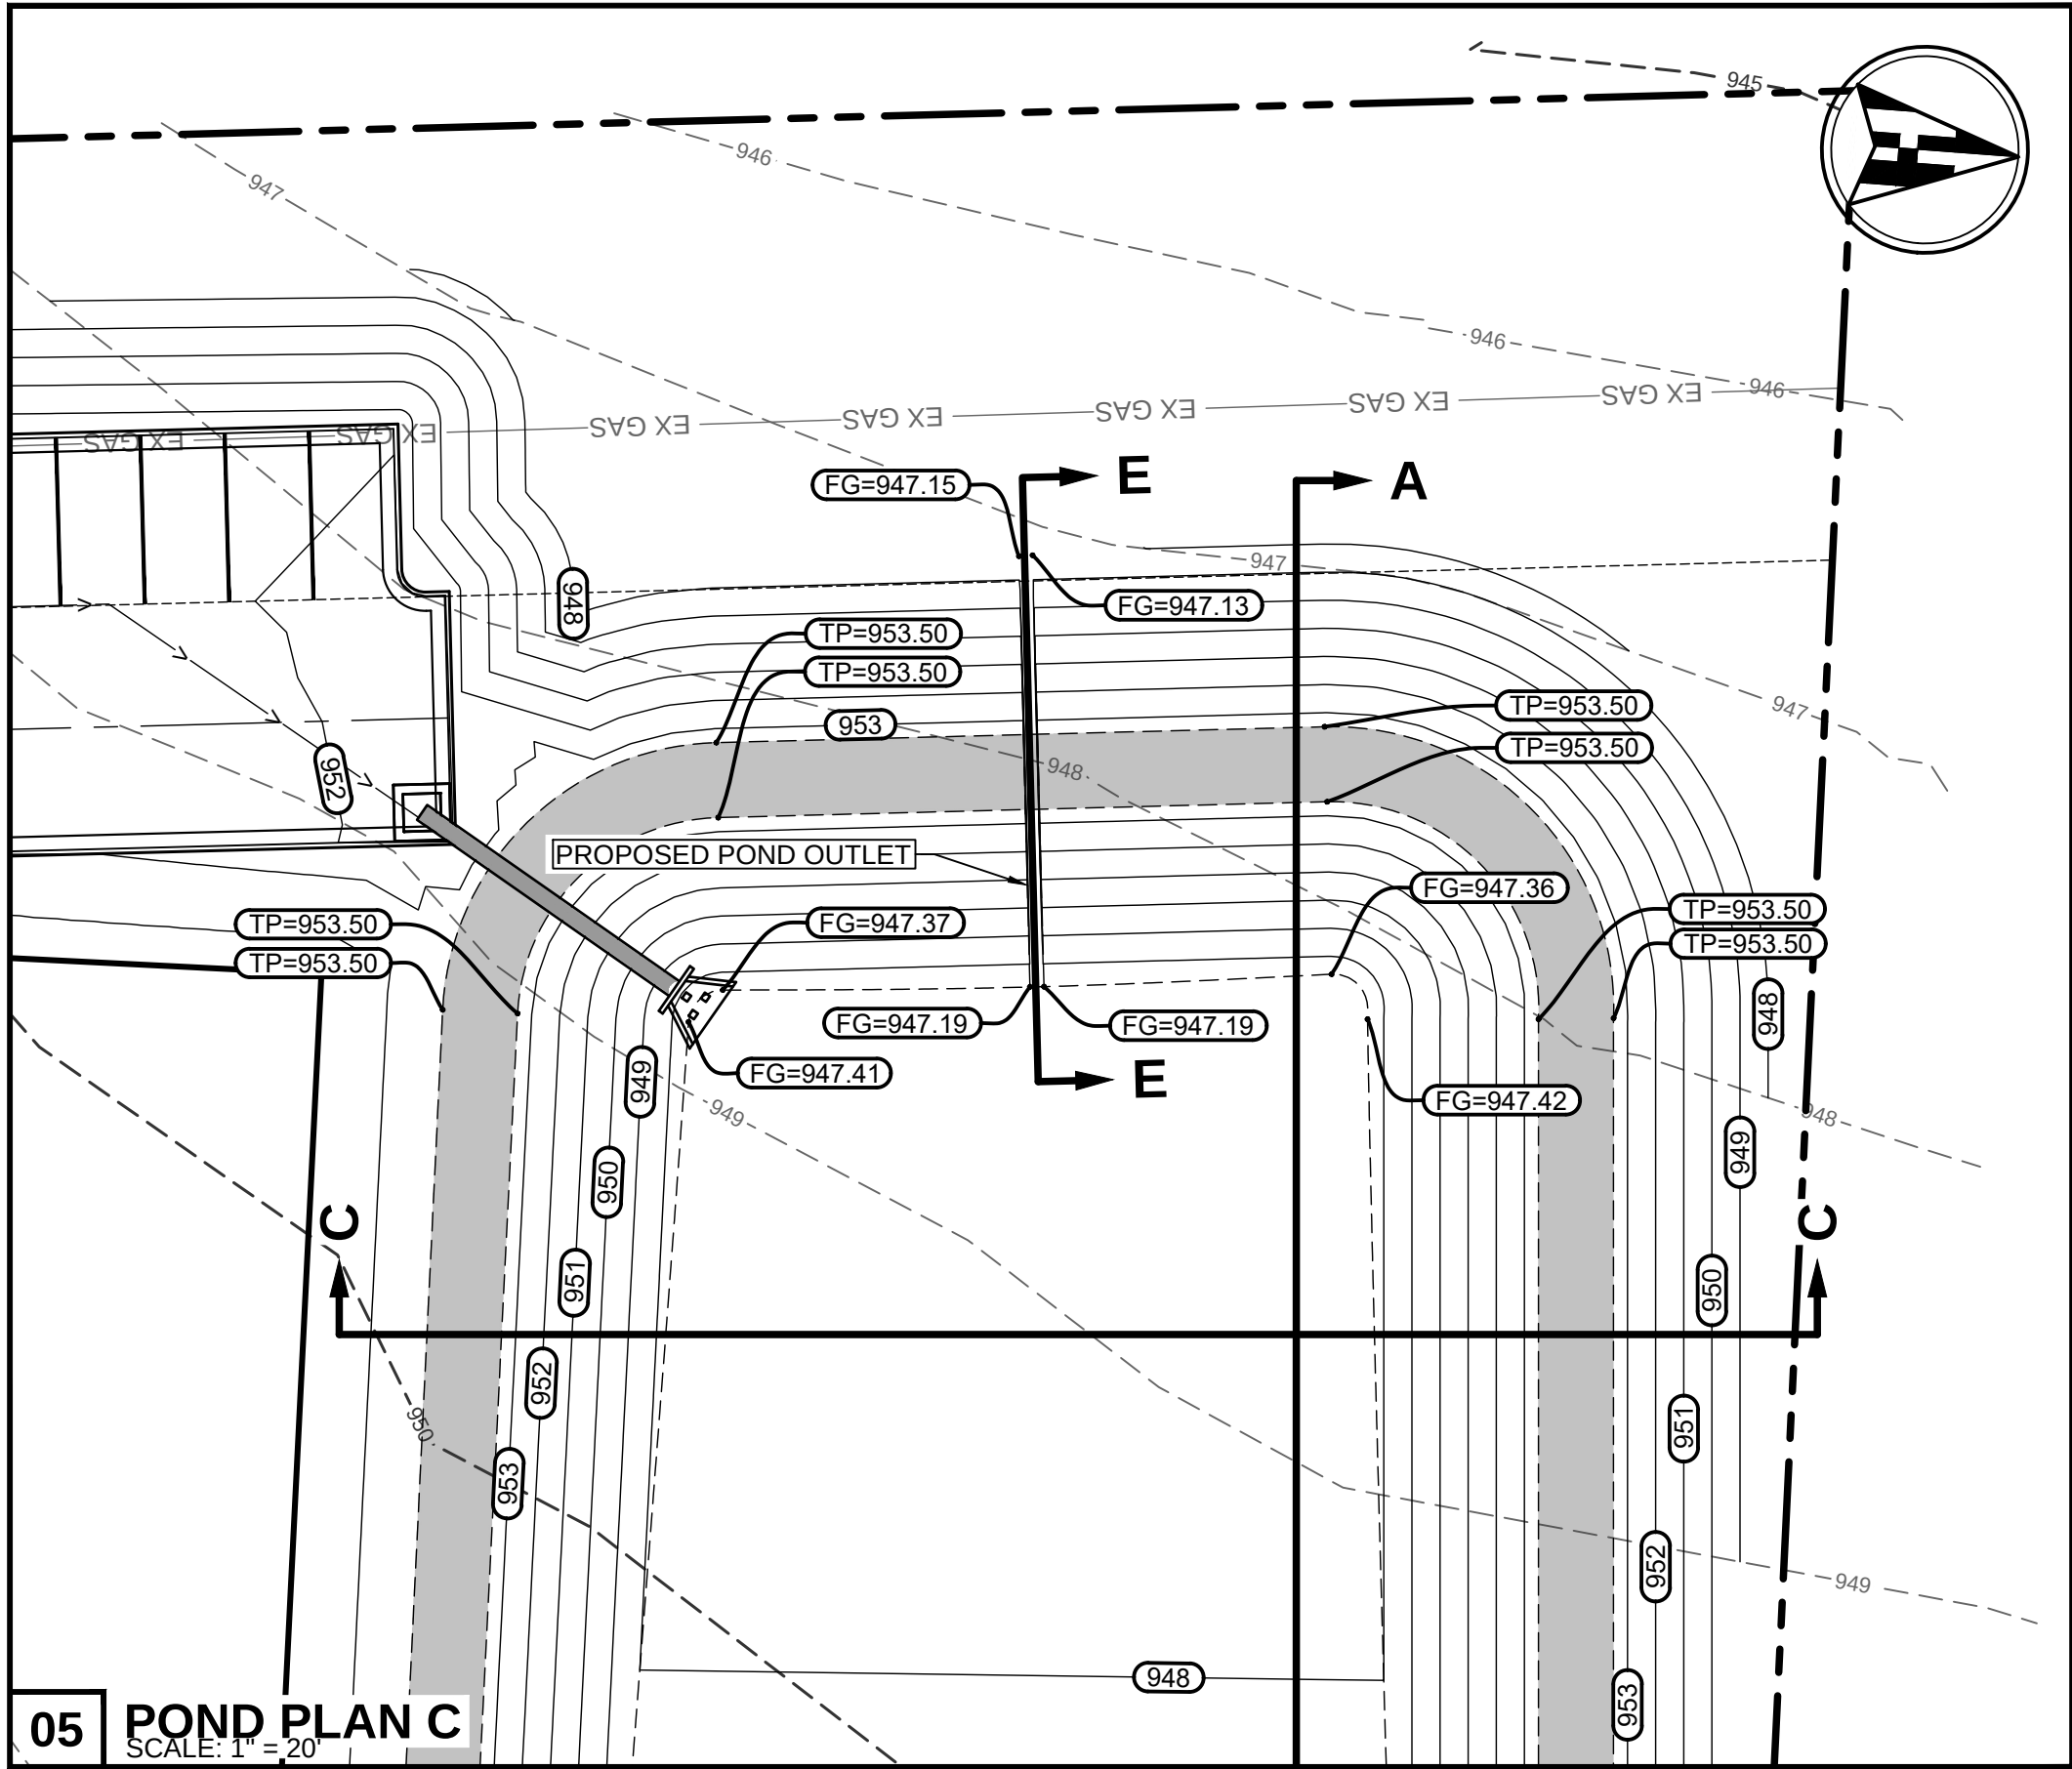 945
946
947
946
946
EX GAS EX GAS EX GAS EX GAS EX GAS EX GAS EX GAS
E
A
FG=947.15
947
948
FG=947.13
TP=953.50
TP=953.50
953
TP=953.50
947
TP=953.50
948
952
PROPOSED POND OUTLET
FG=947.36
TP=953.50
FG=947.37
TP=953.50
TP=953.50
TP=953.50
948
FG=947.19
FG=947.19
FG=947.41
E
949
949
FG=947.42
948
949
950
C
C
951
950
952
950
951
953
952
949
948
953
05
POND PLAN C
SCALE: 1" = 20'